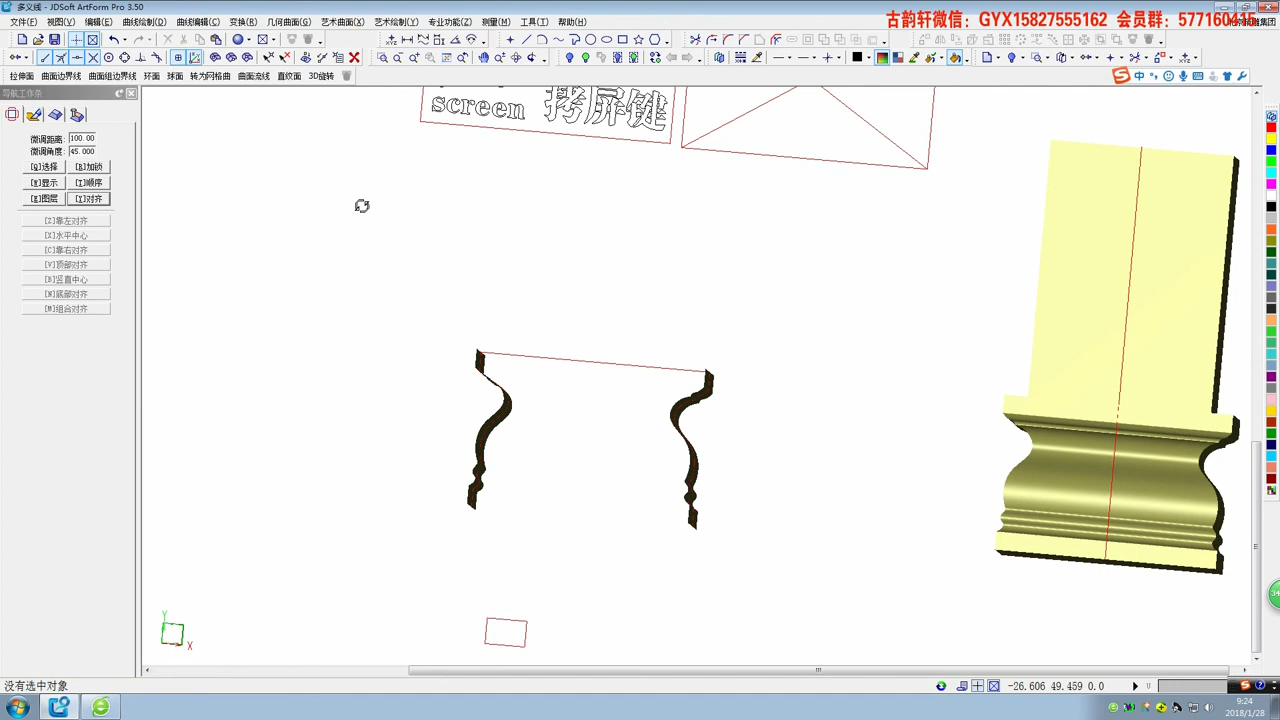 多义线 - JDSoft ArtForm Pro 3.50
古韵轩微信：GYX15827555162 会员群：577160415
文件(F) 视图(V) 编辑(E) 曲线绘制(D) 曲线编辑(C) 变换(R) 几何曲面(G) 艺术曲面(X) 艺术绘制(Y) 专业功能(Z) 测量(M) 工具(T) 帮助(H)
拉伸面 曲面边界线 曲面组边界线 环面 球面 转为网格曲 曲面流线 直纹面 3D旋转
中
导航工作条
微调距离: 100.00
微调角度: 45.000
[Q]选择 [R]加锁
[W]显示 [T]顺序
[E]图层 [Y]对齐
[Z]靠左对齐
[X]水平中心
[C]靠右对齐
[V]顶部对齐
[B]竖直中心
[N]底部对齐
[M]组合对齐
screen 拷屏键
Y
X
34
没有选中对象
-26.606 49.459 0.0
9:24
2018/1/28